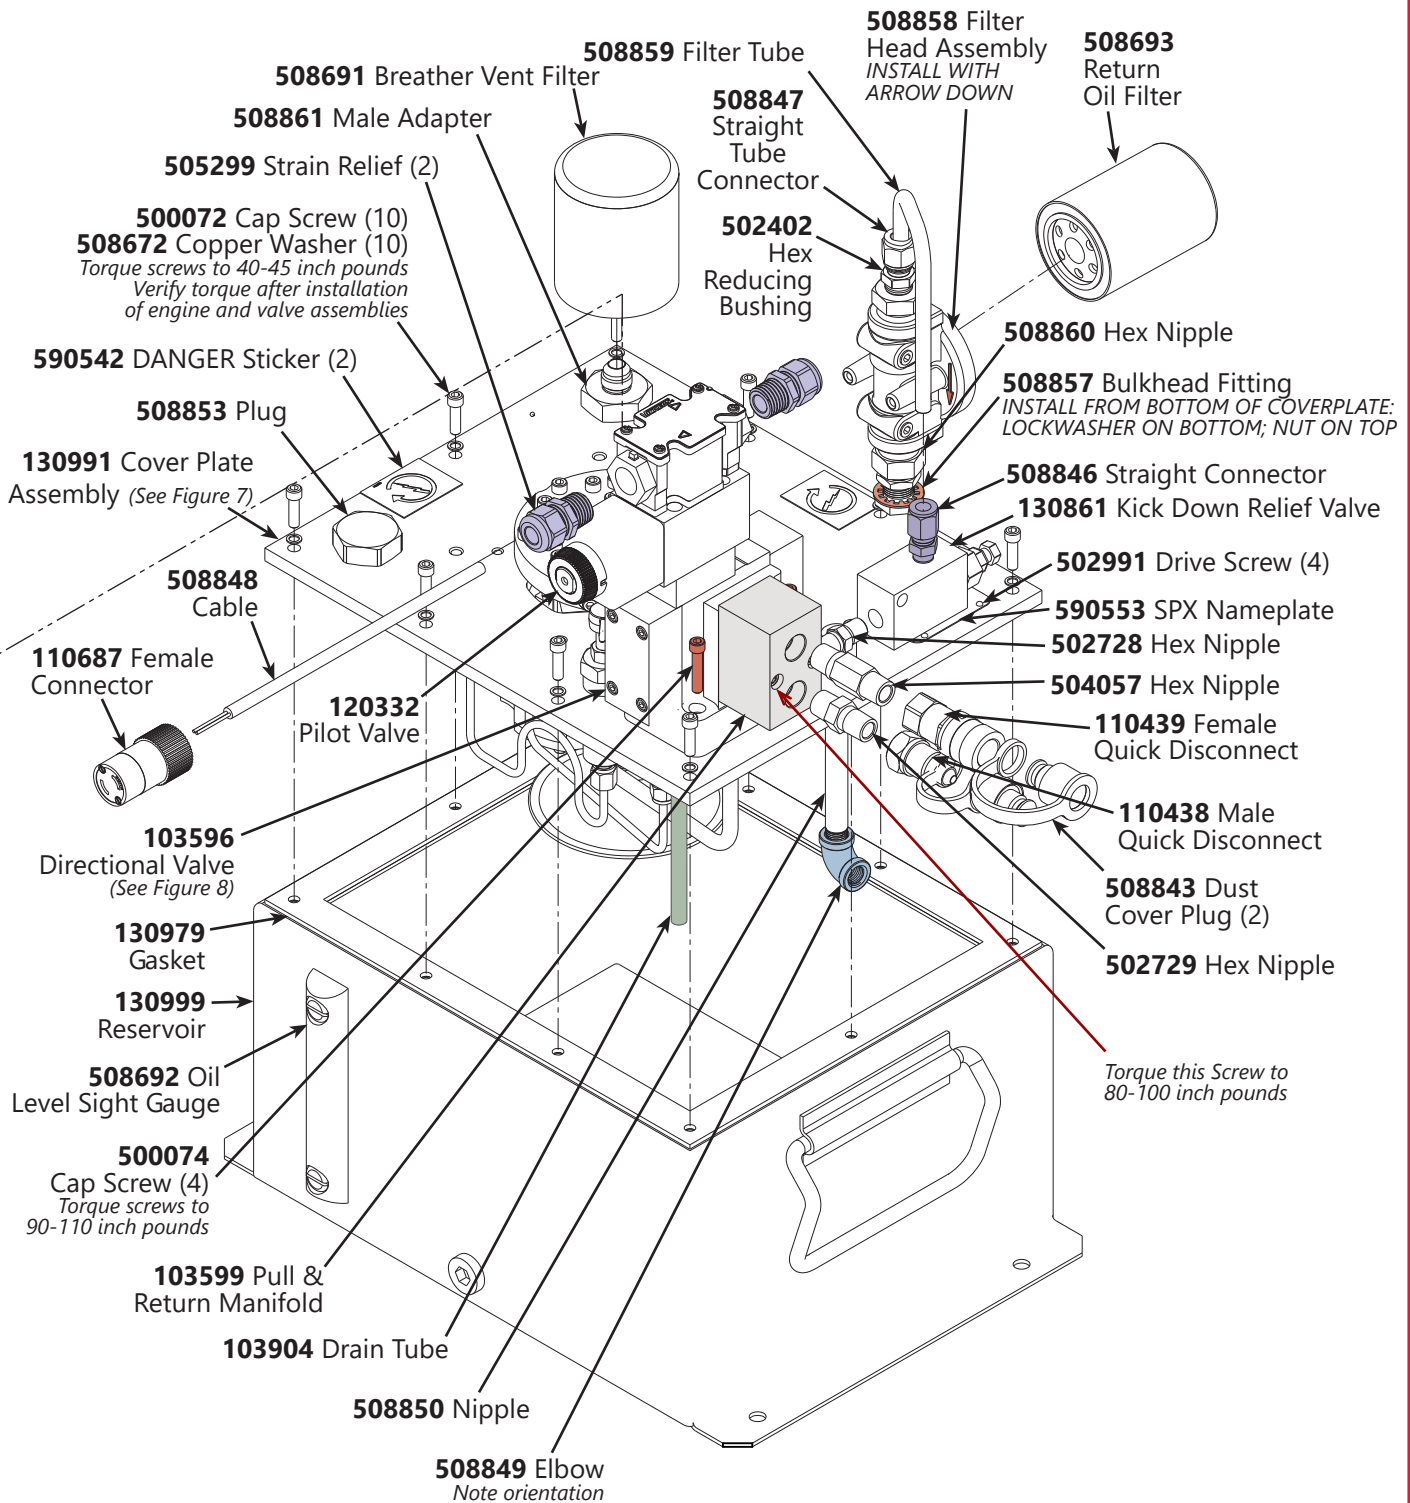 508858 Filter
Head Assembly
INSTALL WITH
ARROW DOWN
508693
Return
Oil Filter
508859 Filter Tube
508691 Breather Vent Filter
508847
Straight
Tube
Connector
508861 Male Adapter
505299 Strain Relief (2)
500072 Cap Screw (10)
508672 Copper Washer (10)
Torque screws to 40-45 inch pounds
Verify torque after installation
of engine and valve assemblies
502402
Hex
Reducing
Bushing
590542 DANGER Sticker (2)
508860 Hex Nipple
508853 Plug
508857 Bulkhead Fitting
INSTALL FROM BOTTOM OF COVERPLATE:
LOCKWASHER ON BOTTOM; NUT ON TOP
130991 Cover Plate
Assembly (See Figure 7)
508846 Straight Connector
130861 Kick Down Relief Valve
508848
Cable
502991 Drive Screw (4)
590553 SPX Nameplate
502728 Hex Nipple
110687 Female
Connector
504057 Hex Nipple
120332
Pilot Valve
110439 Female
Quick Disconnect
103596
Directional Valve
(See Figure 8)
110438 Male
Quick Disconnect
508843 Dust
Cover Plug (2)
130979
Gasket
502729 Hex Nipple
130999
Reservoir
508692 Oil
Level Sight Gauge
Torque this Screw to
80-100 inch pounds
500074
Cap Screw (4)
Torque screws to
90-110 inch pounds
103599 Pull &
Return Manifold
103904 Drain Tube
508850 Nipple
508849 Elbow
Note orientation